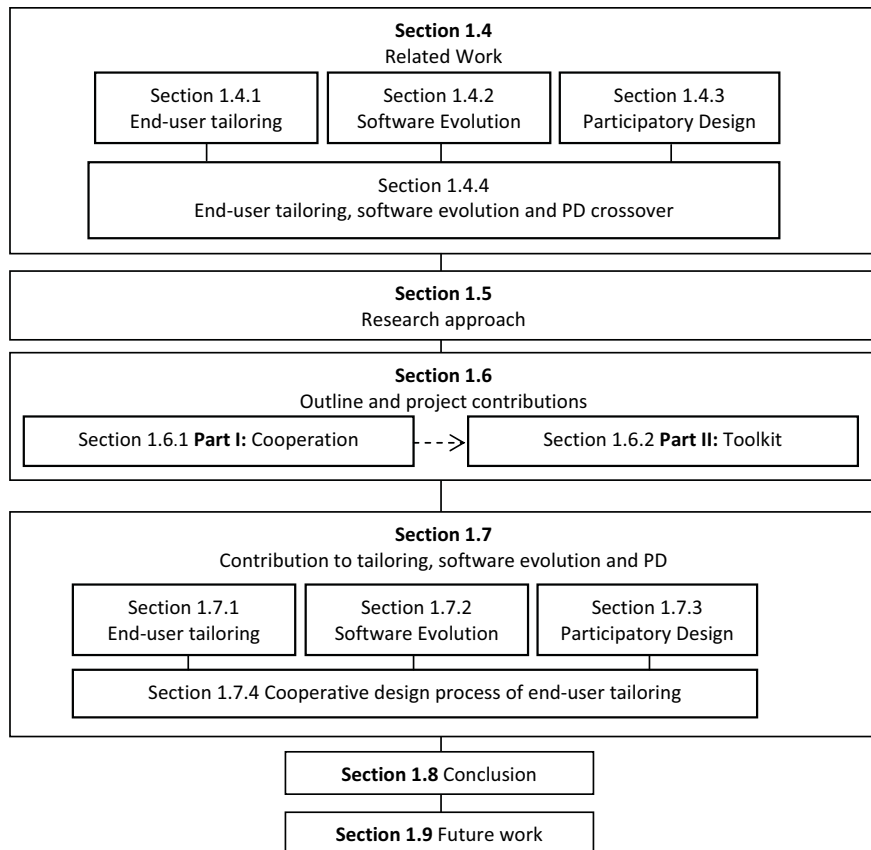 Section 1.4
Related Work
Section 1.4.1
End-user tailoring
Section 1.4.2
Software Evolution
Section 1.4.3
Participatory Design
Section 1.4.4
End-user tailoring, software evolution and PD crossover
Section 1.5
Research approach
Section 1.6
Outline and project contributions
Section 1.6.1 Part I: Cooperation
Section 1.6.2 Part II: Toolkit
Section 1.7
Contribution to tailoring, software evolution and PD
Section 1.7.1
End-user tailoring
Section 1.7.2
Software Evolution
Section 1.7.3
Participatory Design
Section 1.7.4 Cooperative design process of end-user tailoring
Section 1.8 Conclusion
Section 1.9 Future work